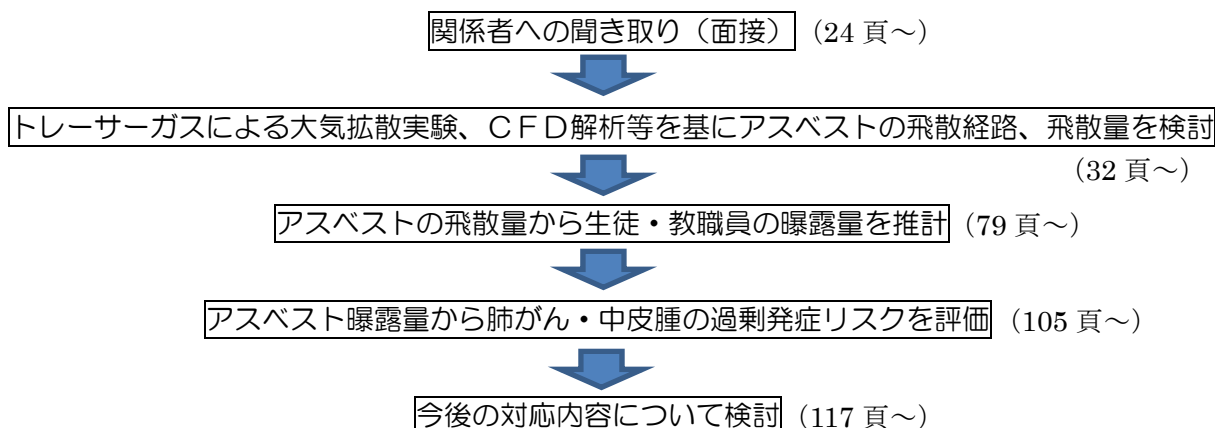 関係者への聞き取り（面接）（24 頁～）
トレーサーガスによる大気拡散実験、ＣＦＤ解析等を基にアスベストの飛散経路、飛散量を検討
（32 頁～）
アスベストの飛散量から生徒・教職員の曝露量を推計（79 頁～）
アスベスト曝露量から肺がん・中皮腫の過剰発症リスクを評価（105 頁～）
今後の対応内容について検討（117 頁～）